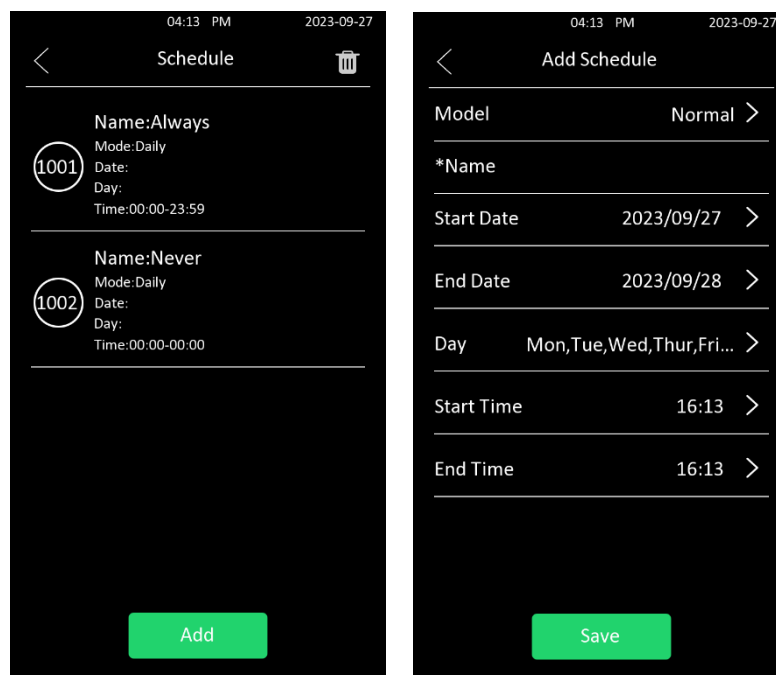 04:13 PM 2023-09-27
Schedule
1001
Name:Always
Mode:Daily
Date:
Day:
Time:00:00-23:59
1002
Name:Never
Mode:Daily
Date:
Day:
Time:00:00-00:00
Add
04:13 PM 2023-09-27
Add Schedule
Model Normal
*Name
Start Date 2023/09/27
End Date 2023/09/28
Day Mon,Tue,Wed,Thur,Fri...
Start Time 16:13
End Time 16:13
Save